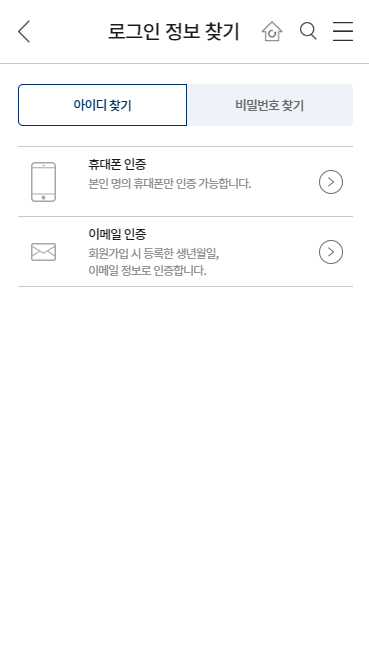 로그인 정보 찾기
아이디 찾기
비밀번호 찾기
휴대폰 인증
본인 명의 휴대폰만 인증 가능합니다.
이메일 인증
회원가입 시 등록한 생년월일,
이메일 정보로 인증합니다.